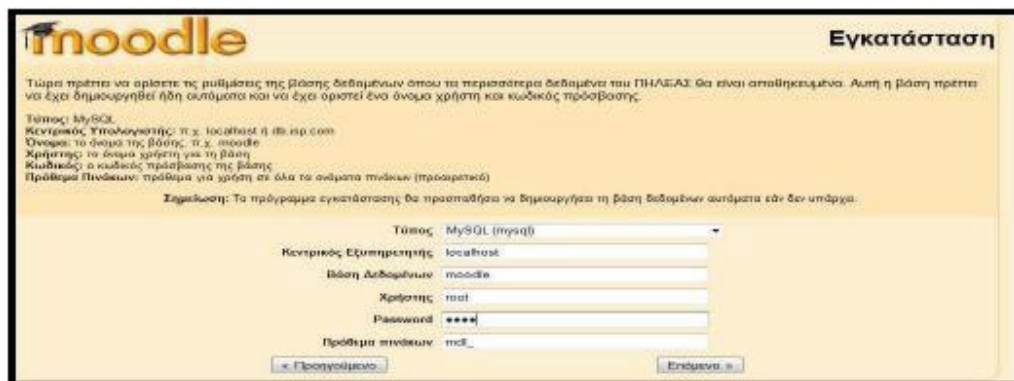 moodle
Εγκατάσταση
Τώρα πρέπει να ορίσετε τις ρυθμίσεις της βάσης δεδομένων όπου τα περισσότερα δεδομένα του ΠΗΛΕΑΣ θα είναι αποθηκευμένα. Αυτή η βάση πρέπει
να έχει δημιουργηθεί ήδη αυτόματα και να έχει οριστεί ένα όνομα χρήστη και κωδικός πρόσβασης.
Τύπος: MySQL
Κεντρικός Υπολογιστής: π.χ. localhost ή db.isp.com
Όνομα: το όνομα της βάσης, π.χ. moodle
Χρήστης: το όνομα χρήστη για τη βάση
Κωδικός: ο κωδικός πρόσβασης της βάσης
Πρόθεμα Πινάκων: πρόθεμα για χρήση σε όλα τα ονόματα πινάκων (προαιρετικό)
Σημείωση: Το πρόγραμμα εγκατάστασης θα προσπαθήσει να δημιουργήσει τη βάση δεδομένων αυτόματα εάν δεν υπάρχει.
Τύπος MySQL (mysql)
Κεντρικός Εξυπηρετητής localhost
Βάση Δεδομένων moodle
Χρήστης root
Password ****
Πρόθεμα πινάκων mdl_
« Προηγούμενο Επόμενο »